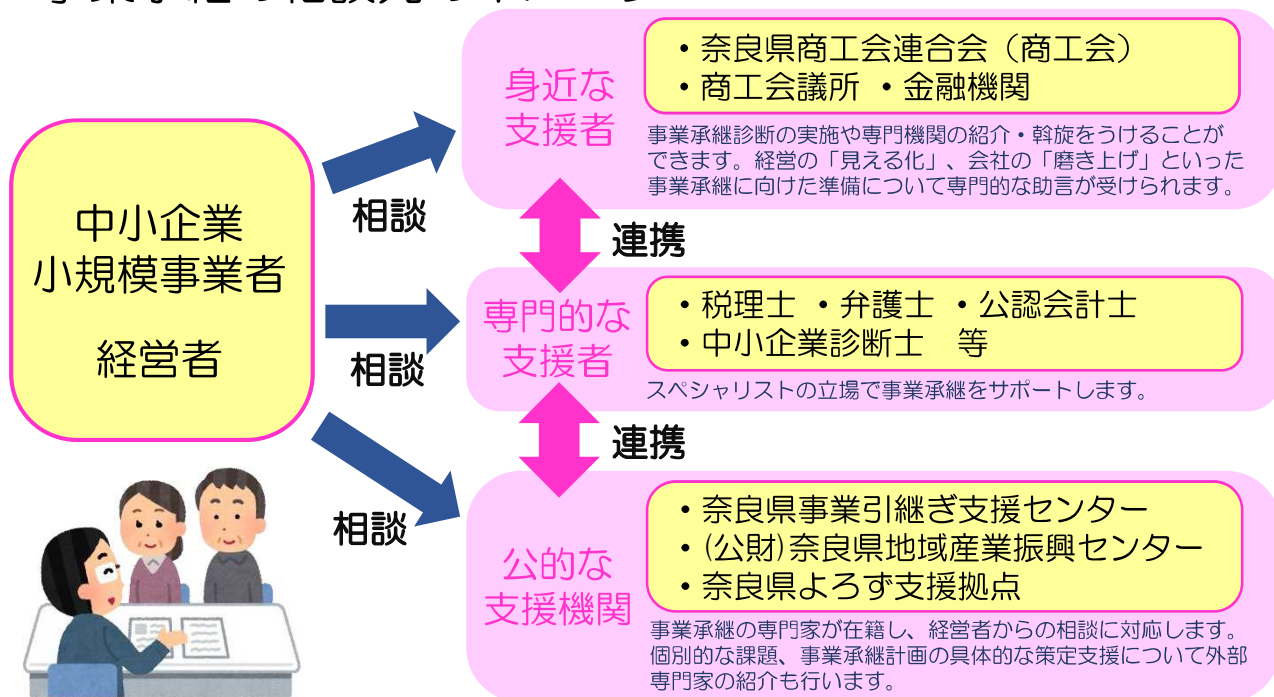 身近な
支援者
・奈良県商工会連合会（商工会）
・商工会議所 ・金融機関
事業承継診断の実施や専門機関の紹介・斡旋をうけることが
できます。経営の「見える化」、会社の「磨き上げ」といった
事業承継に向けた準備について専門的な助言が受けられます。
中小企業
小規模事業者
経営者
相談
連携
専門的な
支援者
・税理士 ・弁護士 ・公認会計士
・中小企業診断士　等
スペシャリストの立場で事業承継をサポートします。
相談
連携
相談
公的な
支援機関
・奈良県事業引継ぎ支援センター
・(公財)奈良県地域産業振興センター
・奈良県よろず支援拠点
事業承継の専門家が在籍し、経営者からの相談に対応します。
個別的な課題、事業承継計画の具体的な策定支援について外部
専門家の紹介も行います。